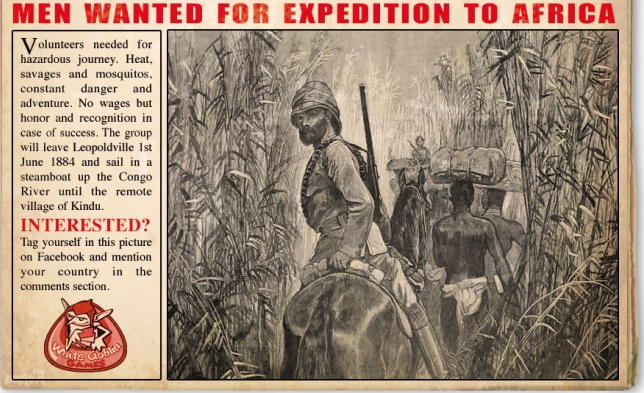 MEN WANTED FOR EXPEDITION TO AFRICA
Volunteers needed for
hazardous journey. Heat,
savages and mosquitos,
constant danger and
adventure. No wages but
honor and recognition in
case of success. The group
will leave Leopoldville 1st
June 1884 and sail in a
steamboat up the Congo
River until the remote
village of Kindu.
INTERESTED?
Tag yourself in this picture
on Facebook and mention
your country in the
comments section.
White Goblin
GAMES